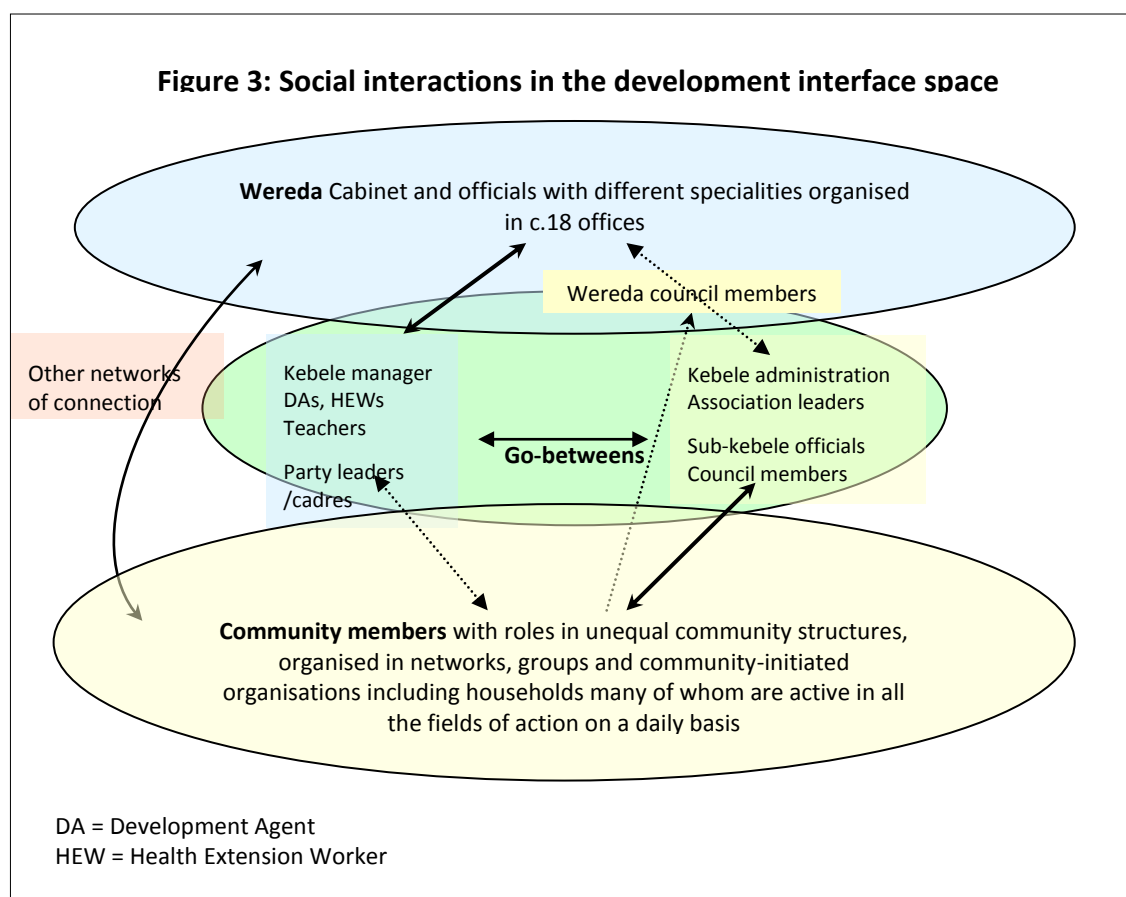 Figure 3: Social interactions in the development interface space
Wereda Cabinet and officials with different specialities organised
in c.18 offices
Wereda council members
Other networks
of connection
Kebele manager
DAs, HEWs
Teachers
Party leaders
/cadres
Go-betweens
Kebele administration
Association leaders
Sub-kebele officials
Council members
Community members with roles in unequal community structures,
organised in networks, groups and community-initiated
organisations including households many of whom are active in all
the fields of action on a daily basis
DA = Development Agent
HEW = Health Extension Worker